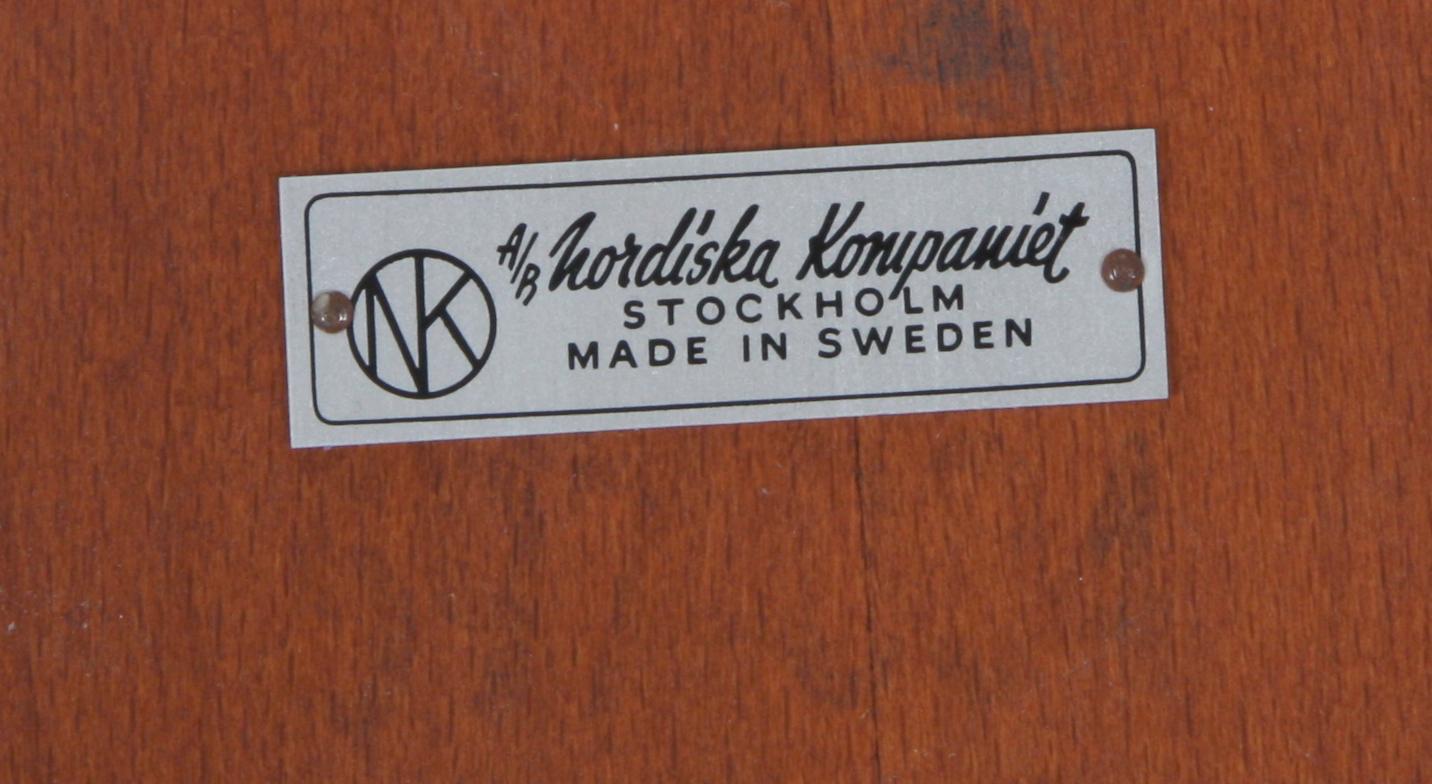 NK
A/B Nordiska Kompaniet
STOCKHOLM
MADE IN SWEDEN